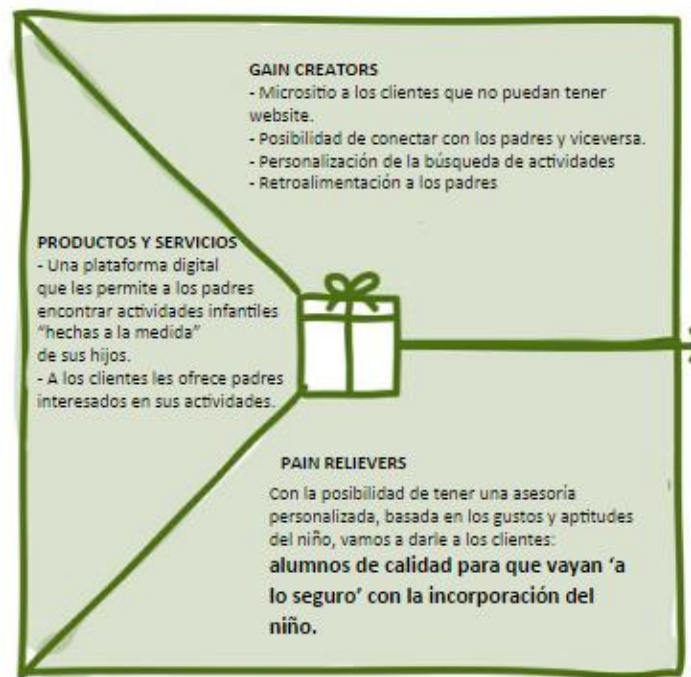 GAIN CREATORS
- Micrositio a los clientes que no puedan tener
website.
- Posibilidad de conectar con los padres y viceversa.
- Personalización de la búsqueda de actividades
- Retroalimentación a los padres
PRODUCTOS Y SERVICIOS
- Una plataforma digital
que les permite a los padres
encontrar actividades infantiles
“hechas a la medida”
de sus hijos.
- A los clientes les ofrece padres
interesados en sus actividades.
PAIN RELIEVERS
Con la posibilidad de tener una asesoría
personalizada, basada en los gustos y aptitudes
del niño, vamos a darle a los clientes:
alumnos de calidad para que vayan ‘a
lo seguro’ con la incorporación del
niño.